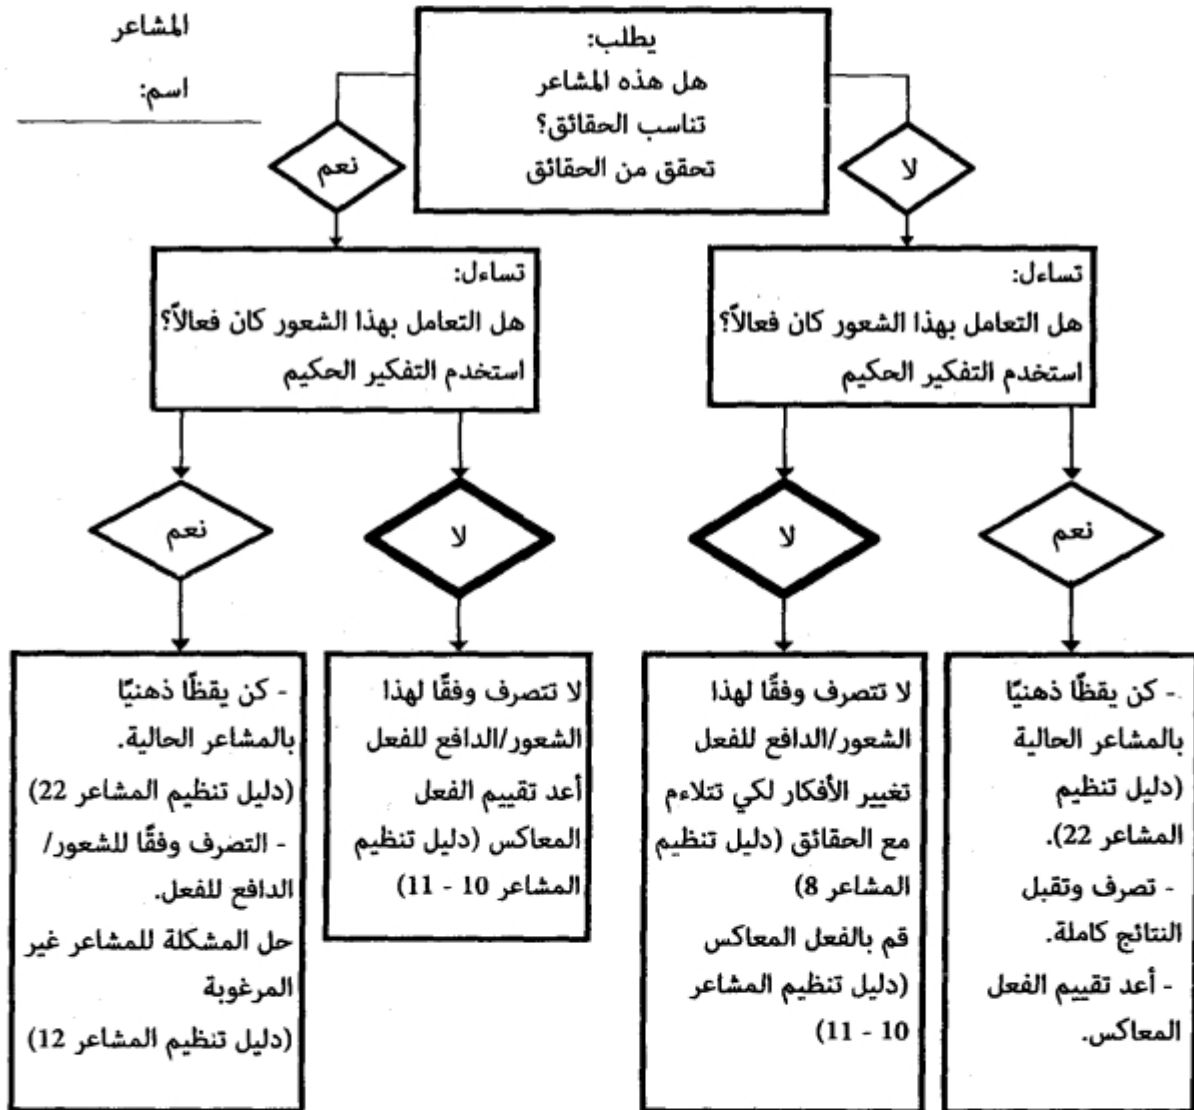 المشاعر
اسم:
يطلب:
هل هذه المشاعر
تناسب الحقائق؟
تحقق من الحقائق
لا
نعم
تساءل:
هل التعامل بهذا الشعور كان فعالاً؟
استخدم التفكير الحكيم
تساءل:
هل التعامل بهذا الشعور كان فعالاً؟
استخدم التفكير الحكيم
نعم
لا
لا
نعم
- كن يقظًا ذهنيًا
بالمشاعر الحالية
(دليل تنظيم
المشاعر 22).
- تصرف وتقبل
النتائج كاملة.
- أعد تقييم الفعل
المعاكس.
لا تتصرف وفقًا لهذا
الشعور/الدافع للفعل
تغيير الأفكار لكي تتلاءم
مع الحقائق (دليل تنظيم
المشاعر 8)
قم بالفعل المعاكس
(دليل تنظيم المشاعر
10 - 11)
لا تتصرف وفقًا لهذا
الشعور/الدافع للفعل
أعد تقييم الفعل
المعاكس (دليل تنظيم
المشاعر 10 - 11)
- كن يقظًا ذهنيًا
بالمشاعر الحالية.
(دليل تنظيم المشاعر 22)
- التصرف وفقًا للشعور/
الدافع للفعل.
حل المشكلة للمشاعر غير
المرغوبة
(دليل تنظيم المشاعر 12)